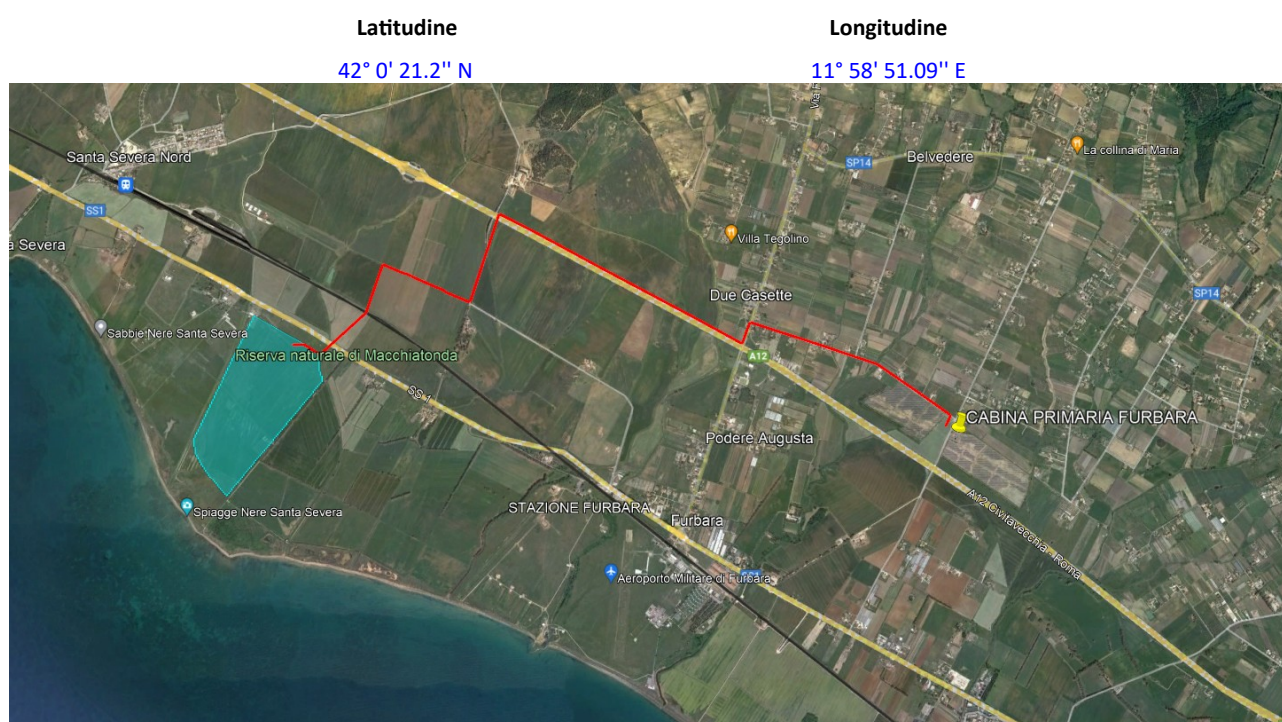 Latitudine Longitudine
42° 0' 21.2'' N 11° 58' 51.09'' E
Santa Severa Nord
SS1
a Severa
Sabbie Nere Santa Severa
Riserva naturale di Macchiatonda
SS 1
Spiagge Nere Santa Severa
SP14
Belvedere
La collina di Maria
Villa Tegolino
Due Casette
SP14
A12
CABINA PRIMARIA FURBARA
Podere Augusta
STAZIONE FURBARA
Furbara
A12 Civitavecchia - Roma
Aeroporto Militare di Furbara
SS1